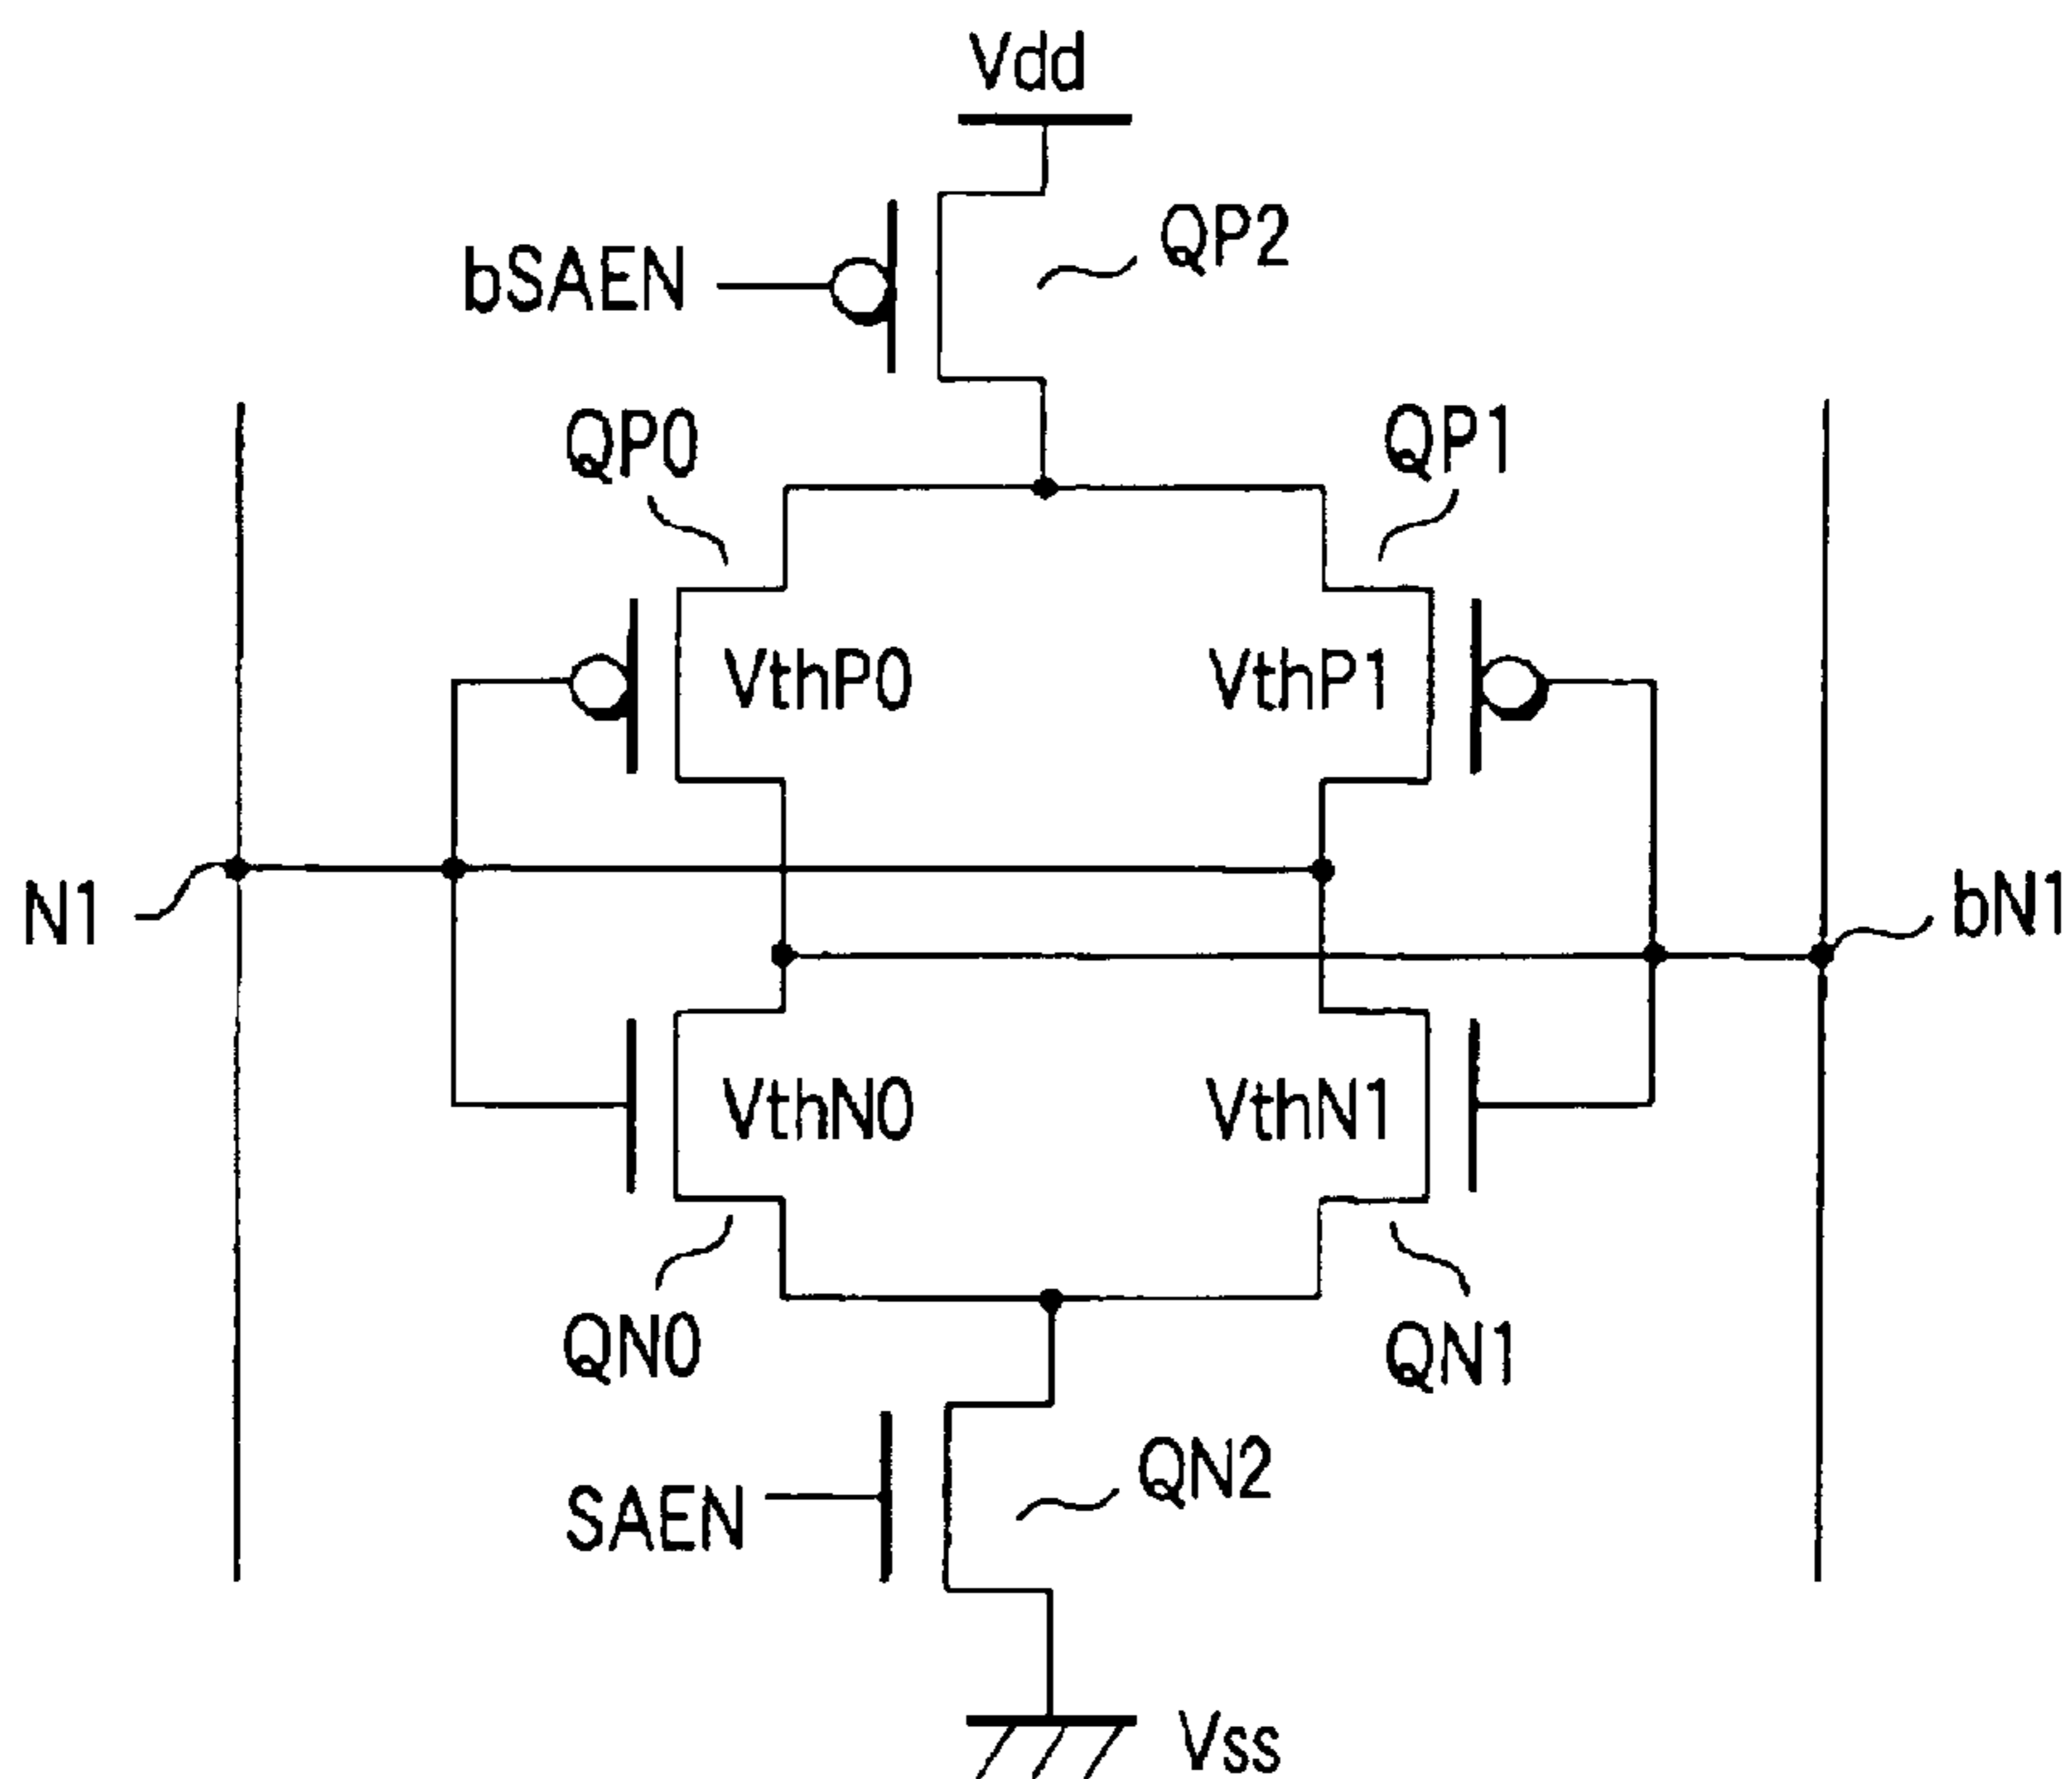 Vdd
QP2
bSAEN
QP0
QP1
VthP0
VthP1
N1
bN1
VthN0
VthN1
QN0
QN1
QN2
SAEN
Vss